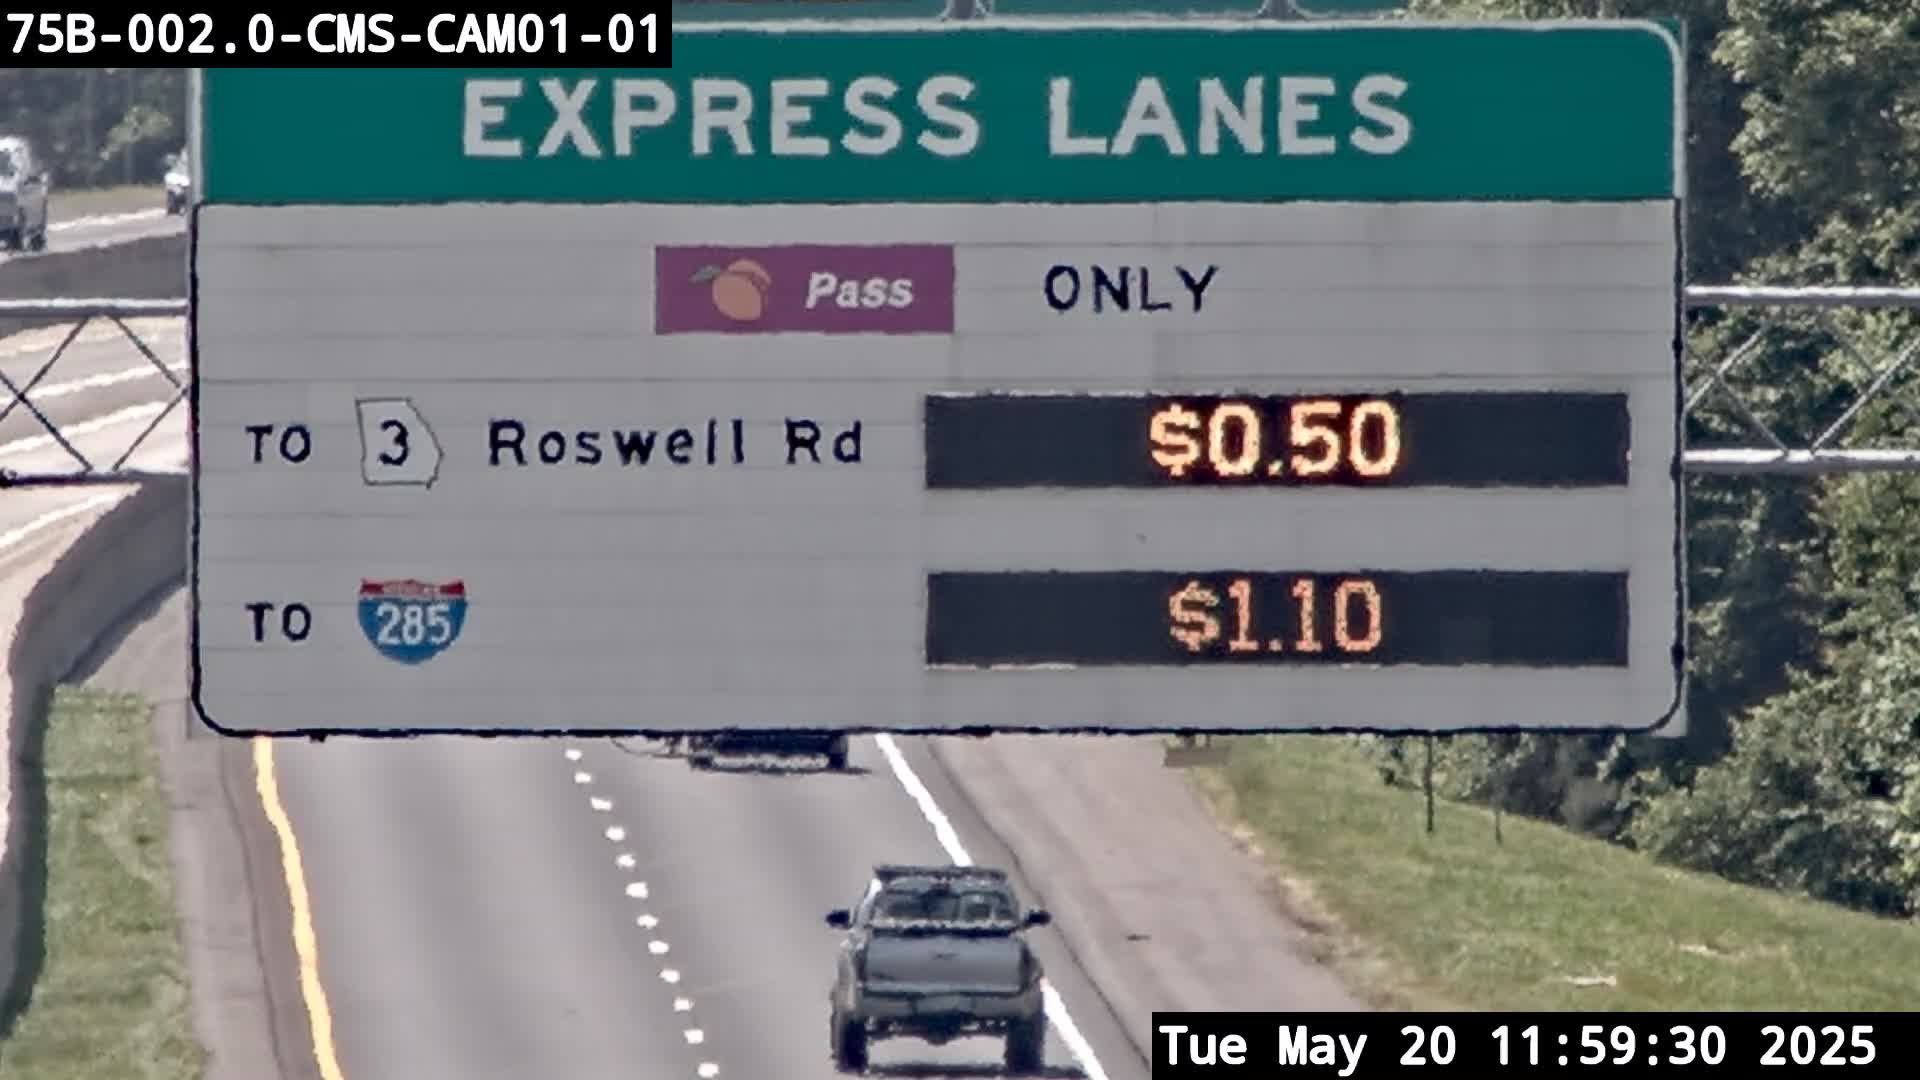 75B-002.0-CMS-CAM01-01
EXPRESS LANES
Pass ONLY
TO 3 Roswell Rd $0.50
TO 285 $1.10
Tue May 20 11:59:30 2025